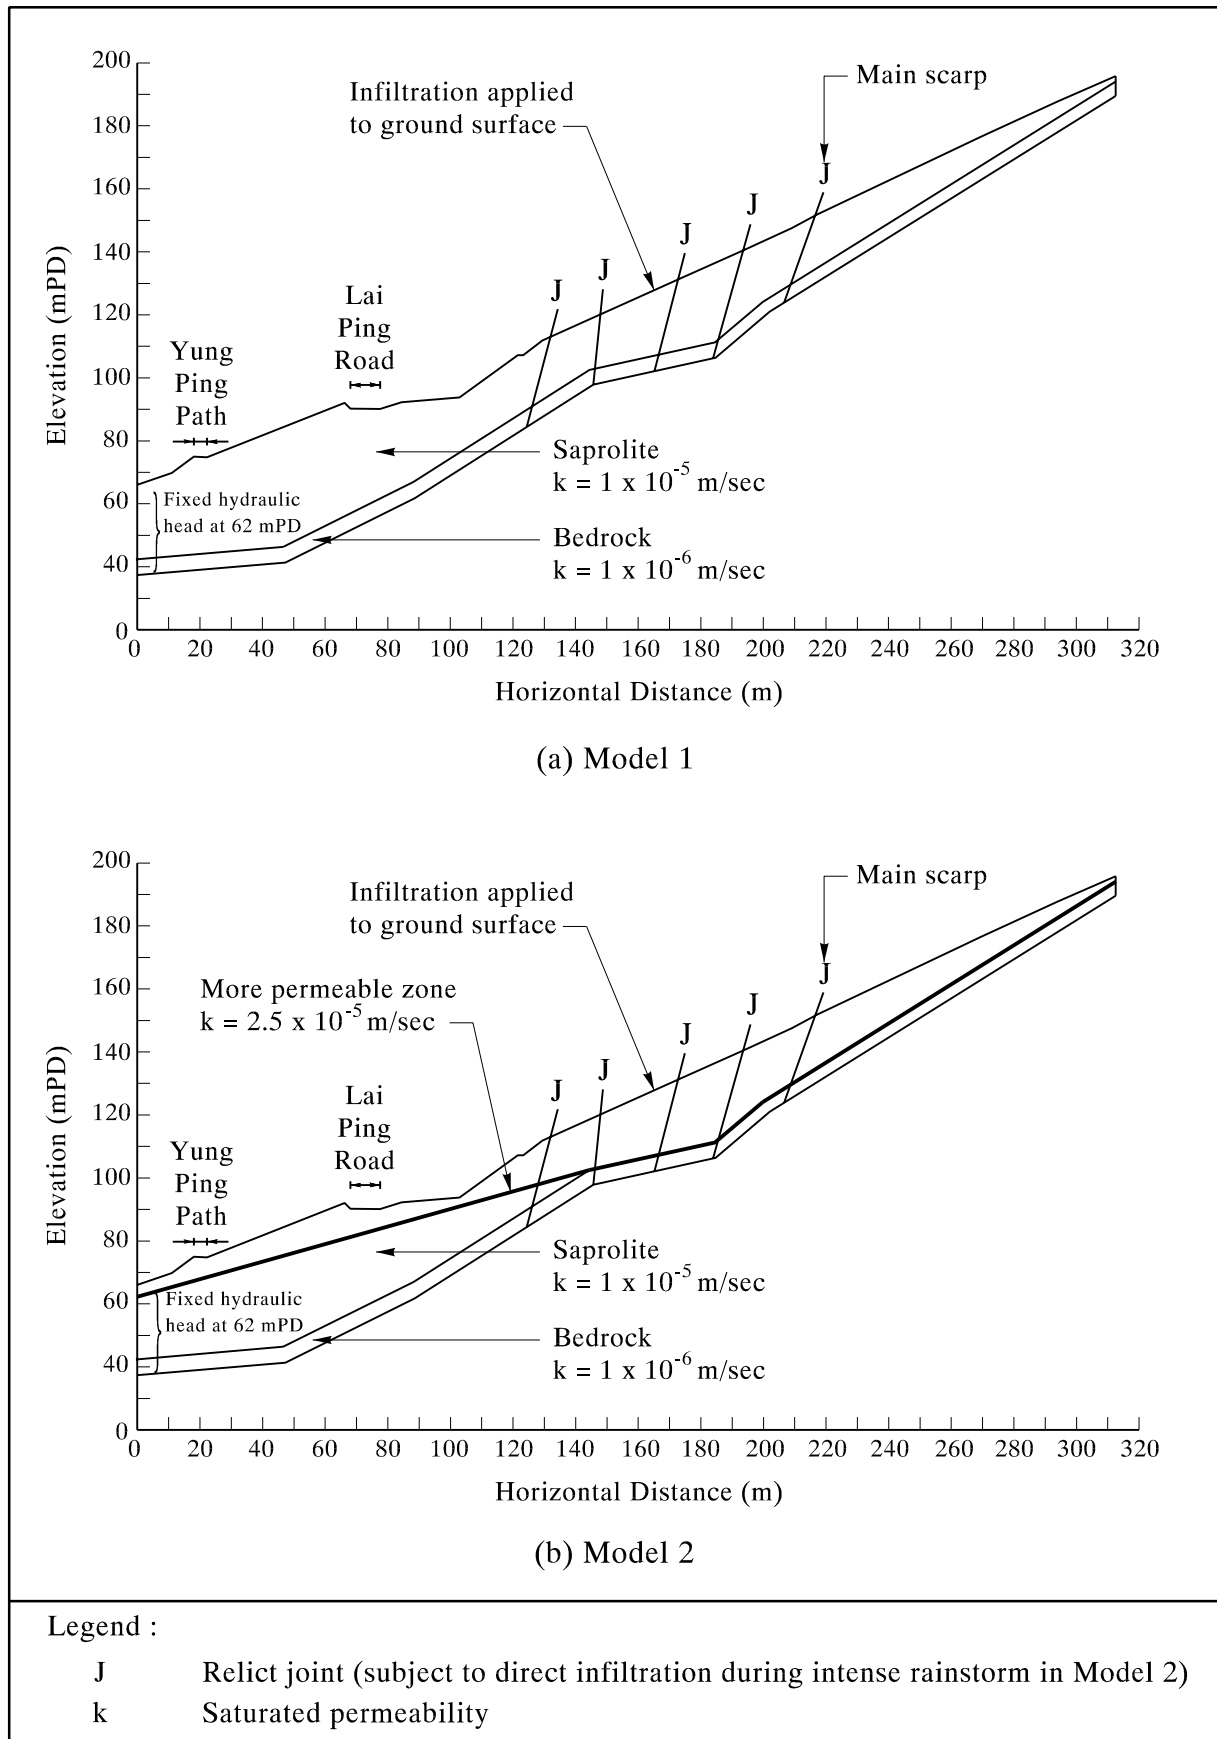 200
180
160
140
120
100
80
60
40
20
0
Elevation (mPD)
Infiltration applied
to ground surface
Main scarp
J
J
J
J
J
Lai
Ping
Road
Yung
Ping
Path
Saprolite
k = 1 x 10⁻⁵ m/sec
Fixed hydraulic
head at 62 mPD
Bedrock
k = 1 x 10⁻⁶ m/sec
0 20 40 60 80 100 120 140 160 180 200 220 240 260 280 300 320
Horizontal Distance (m)
(a) Model 1
200
180
160
140
120
100
80
60
40
20
0
Elevation (mPD)
Infiltration applied
to ground surface
Main scarp
More permeable zone
k = 2.5 x 10⁻⁵ m/sec
J
J
J
J
J
Lai
Ping
Road
Yung
Ping
Path
Saprolite
k = 1 x 10⁻⁵ m/sec
Fixed hydraulic
head at 62 mPD
Bedrock
k = 1 x 10⁻⁶ m/sec
0 20 40 60 80 100 120 140 160 180 200 220 240 260 280 300 320
Horizontal Distance (m)
(b) Model 2
Legend :
J Relict joint (subject to direct infiltration during intense rainstorm in Model 2)
k Saturated permeability